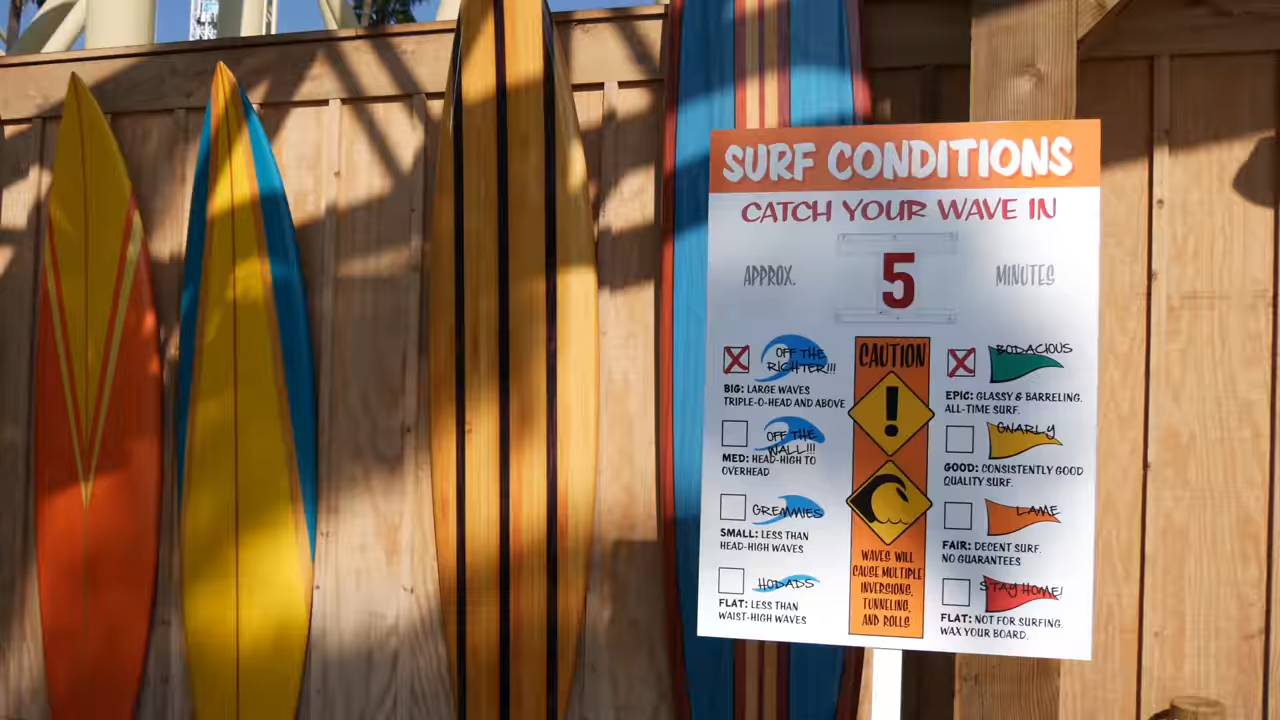 SURF CONDITIONS
CATCH YOUR WAVE IN
APPROX.
5
MINUTES
OFF THE
RICHTER!!!
BIG: LARGE WAVES
TRIPLE-O-HEAD AND ABOVE
OFF THE
WALL!!!
MED: HEAD-HIGH TO
OVERHEAD
GREMMIES
SMALL: LESS THAN
HEAD-HIGH WAVES
HODADS
FLAT: LESS THAN
WAIST-HIGH WAVES
CAUTION
!
WAVES WILL
CAUSE MULTIPLE
INVERSIONS,
TUNNELING,
AND ROLLS
BODACIOUS
EPIC: GLASSY & BARRELING.
ALL-TIME SURF.
GNARLY
GOOD: CONSISTENTLY GOOD
QUALITY SURF.
LAME
FAIR: DECENT SURF.
NO GUARANTEES
STAY HOME!
FLAT: NOT FOR SURFING.
WAX YOUR BOARD.